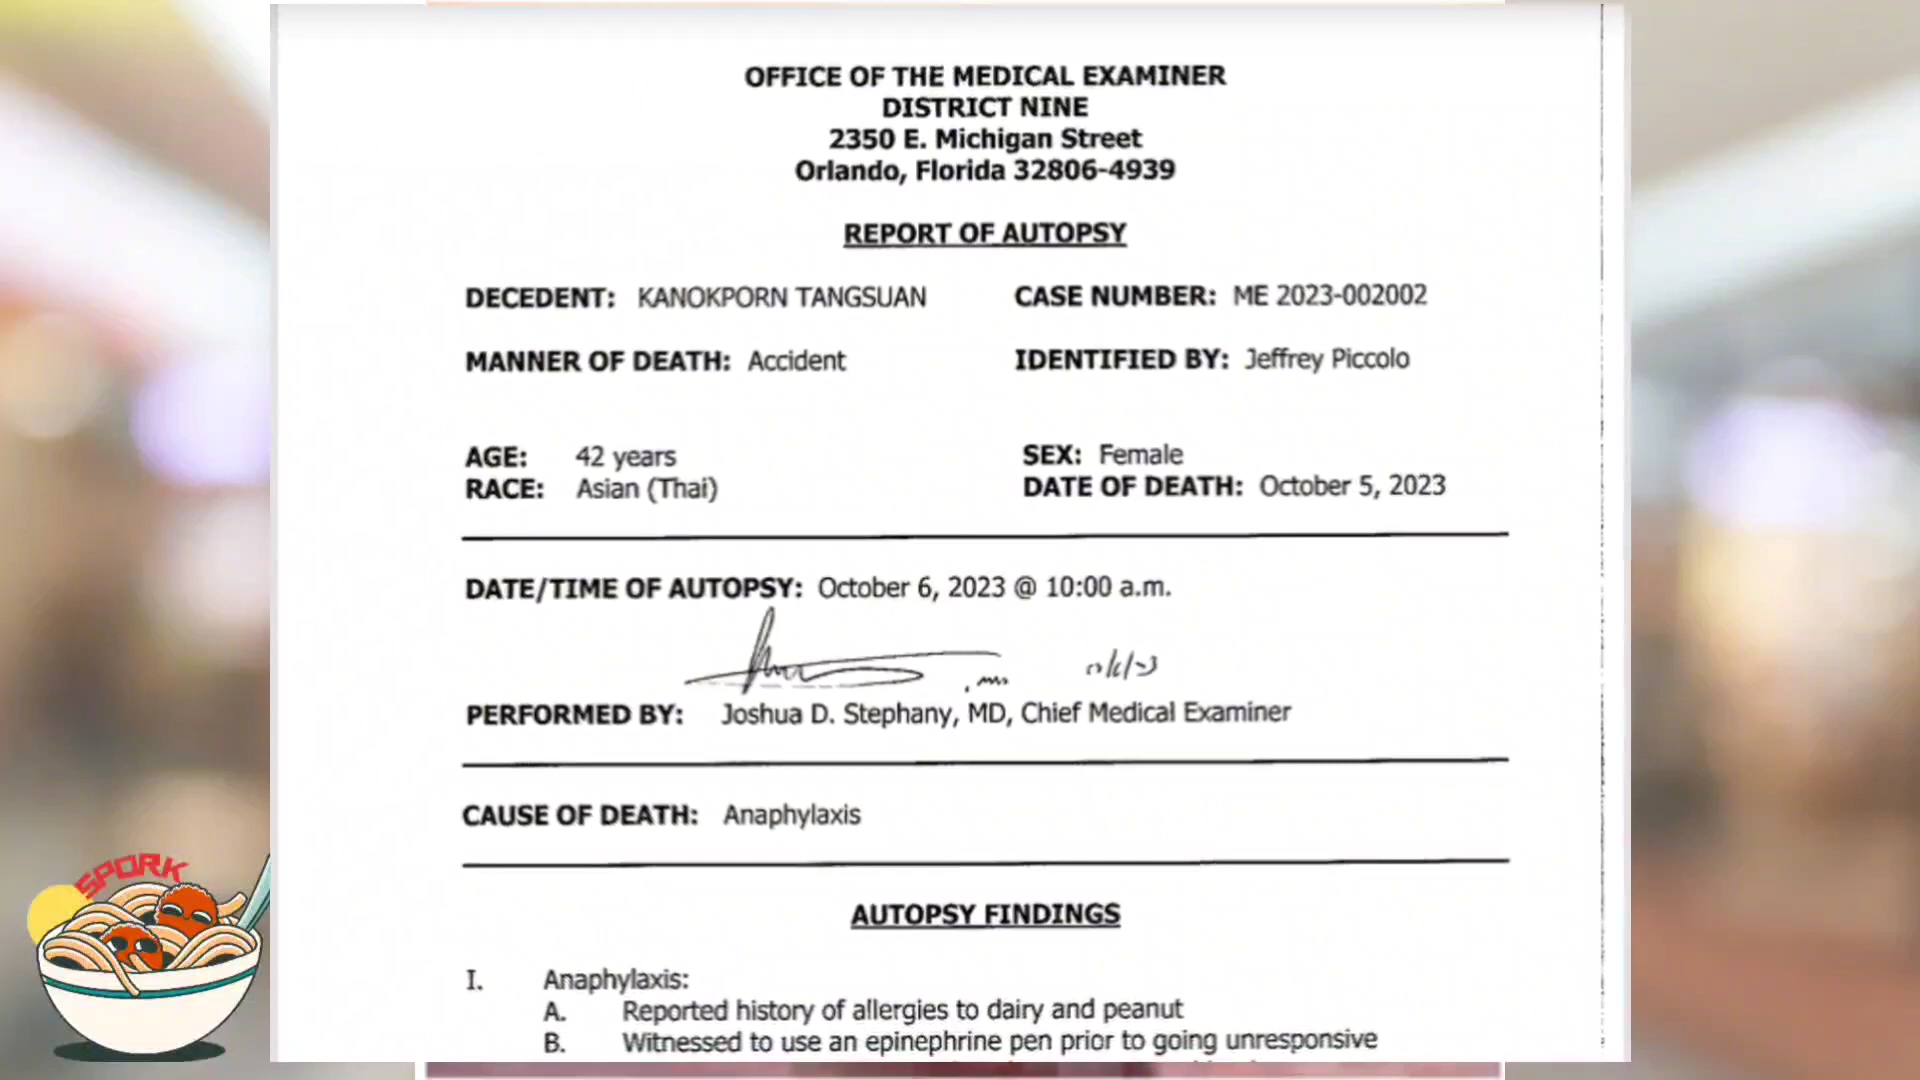 OFFICE OF THE MEDICAL EXAMINER
DISTRICT NINE
2350 E. Michigan Street
Orlando, Florida 32806-4939
REPORT OF AUTOPSY
DECEDENT: KANOKPORN TANGSUAN CASE NUMBER: ME 2023-002002
MANNER OF DEATH: Accident IDENTIFIED BY: Jeffrey Piccolo
AGE: 42 years SEX: Female
RACE: Asian (Thai) DATE OF DEATH: October 5, 2023
DATE/TIME OF AUTOPSY: October 6, 2023 @ 10:00 a.m.
PERFORMED BY: Joshua D. Stephany, MD, Chief Medical Examiner
CAUSE OF DEATH: Anaphylaxis
SPORK
AUTOPSY FINDINGS
I. Anaphylaxis:
A. Reported history of allergies to dairy and peanut
B. Witnessed to use an epinephrine pen prior to going unresponsive